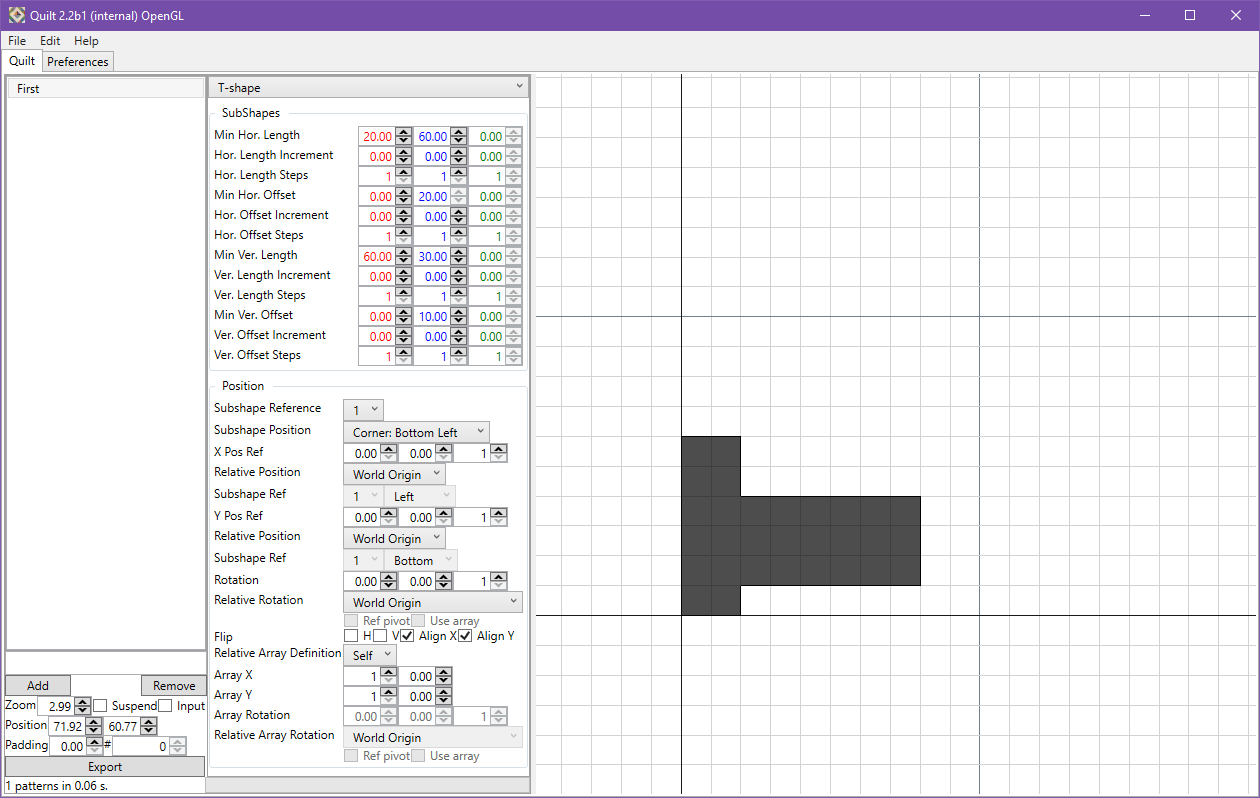 Quilt 2.2b1 (internal) OpenGL
File Edit Help
Quilt Preferences
First
T-shape
SubShapes
Min Hor. Length 20.00 60.00 0.00
Hor. Length Increment 0.00 0.00 0.00
Hor. Length Steps 1 1 1
Min Hor. Offset 0.00 20.00 0.00
Hor. Offset Increment 0.00 0.00 0.00
Hor. Offset Steps 1 1 1
Min Ver. Length 60.00 30.00 0.00
Ver. Length Increment 0.00 0.00 0.00
Ver. Length Steps 1 1 1
Min Ver. Offset 0.00 10.00 0.00
Ver. Offset Increment 0.00 0.00 0.00
Ver. Offset Steps 1 1 1
Position
Subshape Reference 1
Subshape Position Corner: Bottom Left
X Pos Ref 0.00 0.00 1
Relative Position World Origin
Subshape Ref 1 Left
Y Pos Ref 0.00 0.00 1
Relative Position World Origin
Subshape Ref 1 Bottom
Rotation 0.00 0.00 1
Relative Rotation World Origin
Ref pivot Use array
Flip H V Align X Align Y
Relative Array Definition Self
Array X 1 0.00
Array Y 1 0.00
Array Rotation 0.00 0.00 1
Relative Array Rotation World Origin
Ref pivot Use array
Add Remove
Zoom 2.99 Suspend Input
Position 71.92 60.77
Padding 0.00 # 0
Export
1 patterns in 0.06 s.